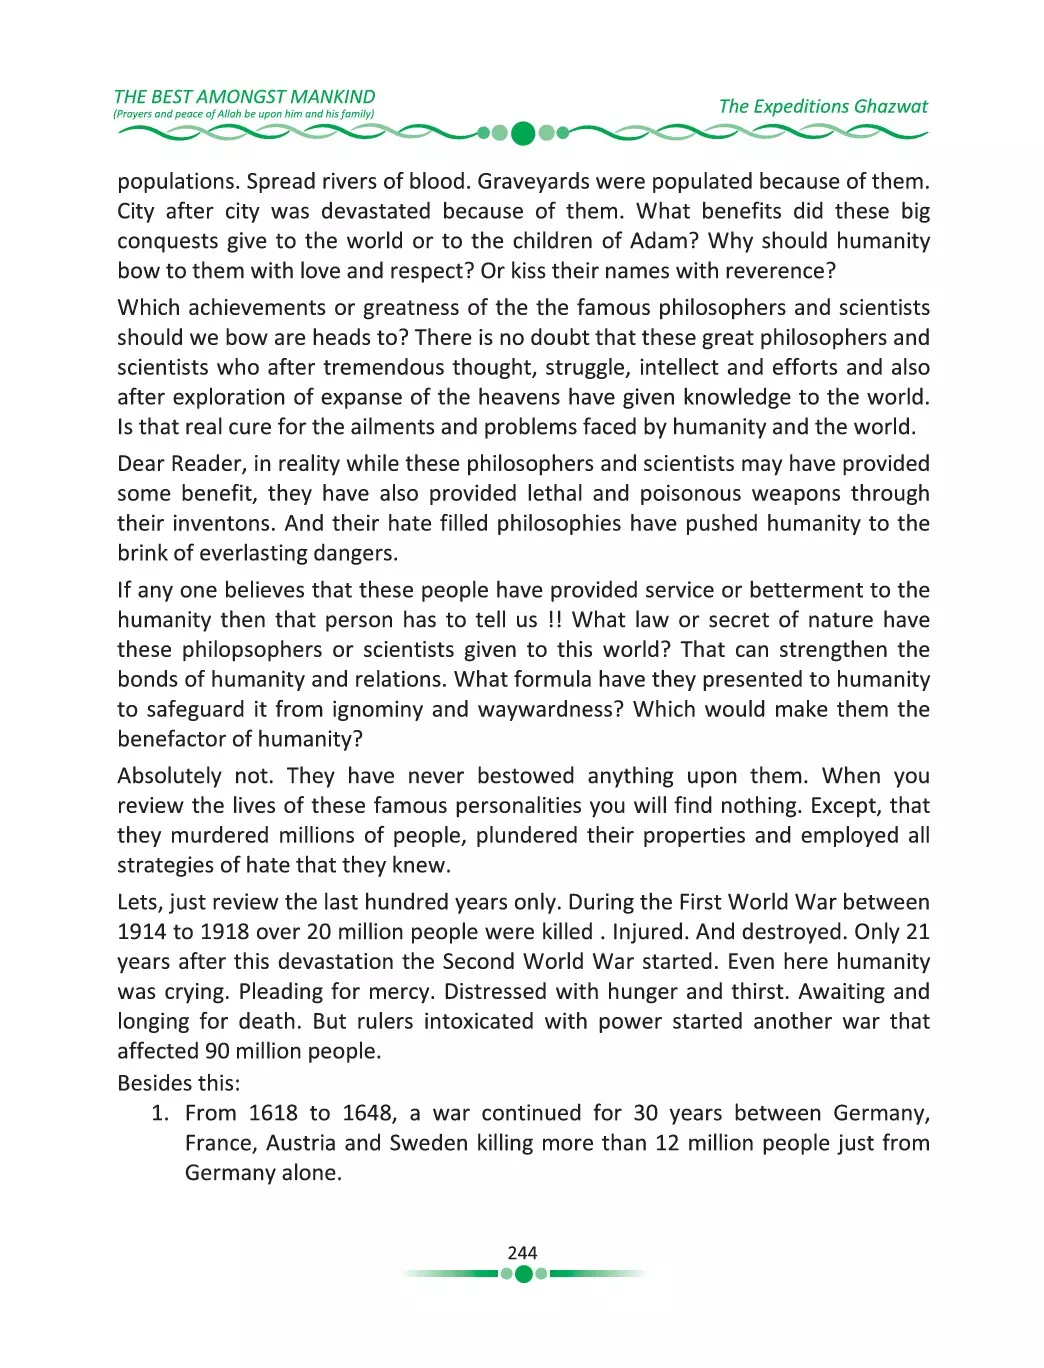 THE BEST AMONGST MANKIND
(Prayers and peace of Allah be upon him and his family)
The Expeditions Ghazwat
populations. Spread rivers of blood. Graveyards were populated because of them.
City after city was devastated because of them. What benefits did these big
conquests give to the world or to the children of Adam? Why should humanity
bow to them with love and respect? Or kiss their names with reverence?
Which achievements or greatness of the the famous philosophers and scientists
should we bow are heads to? There is no doubt that these great philosophers and
scientists who after tremendous thought, struggle, intellect and efforts and also
after exploration of expanse of the heavens have given knowledge to the world.
Is that real cure for the ailments and problems faced by humanity and the world.
Dear Reader, in reality while these philosophers and scientists may have provided
some benefit, they have also provided lethal and poisonous weapons through
their inventons. And their hate filled philosophies have pushed humanity to the
brink of everlasting dangers.
If any one believes that these people have provided service or betterment to the
humanity then that person has to tell us !! What law or secret of nature have
these philopsophers or scientists given to this world? That can strengthen the
bonds of humanity and relations. What formula have they presented to humanity
to safeguard it from ignominy and waywardness? Which would make them the
benefactor of humanity?
Absolutely not. They have never bestowed anything upon them. When you
review the lives of these famous personalities you will find nothing. Except, that
they murdered millions of people, plundered their properties and employed all
strategies of hate that they knew.
Lets, just review the last hundred years only. During the First World War between
1914 to 1918 over 20 million people were killed . Injured. And destroyed. Only 21
years after this devastation the Second World War started. Even here humanity
was crying. Pleading for mercy. Distressed with hunger and thirst. Awaiting and
longing for death. But rulers intoxicated with power started another war that
affected 90 million people.
Besides this:
1. From 1618 to 1648, a war continued for 30 years between Germany,
France, Austria and Sweden killing more than 12 million people just from
Germany alone.
244